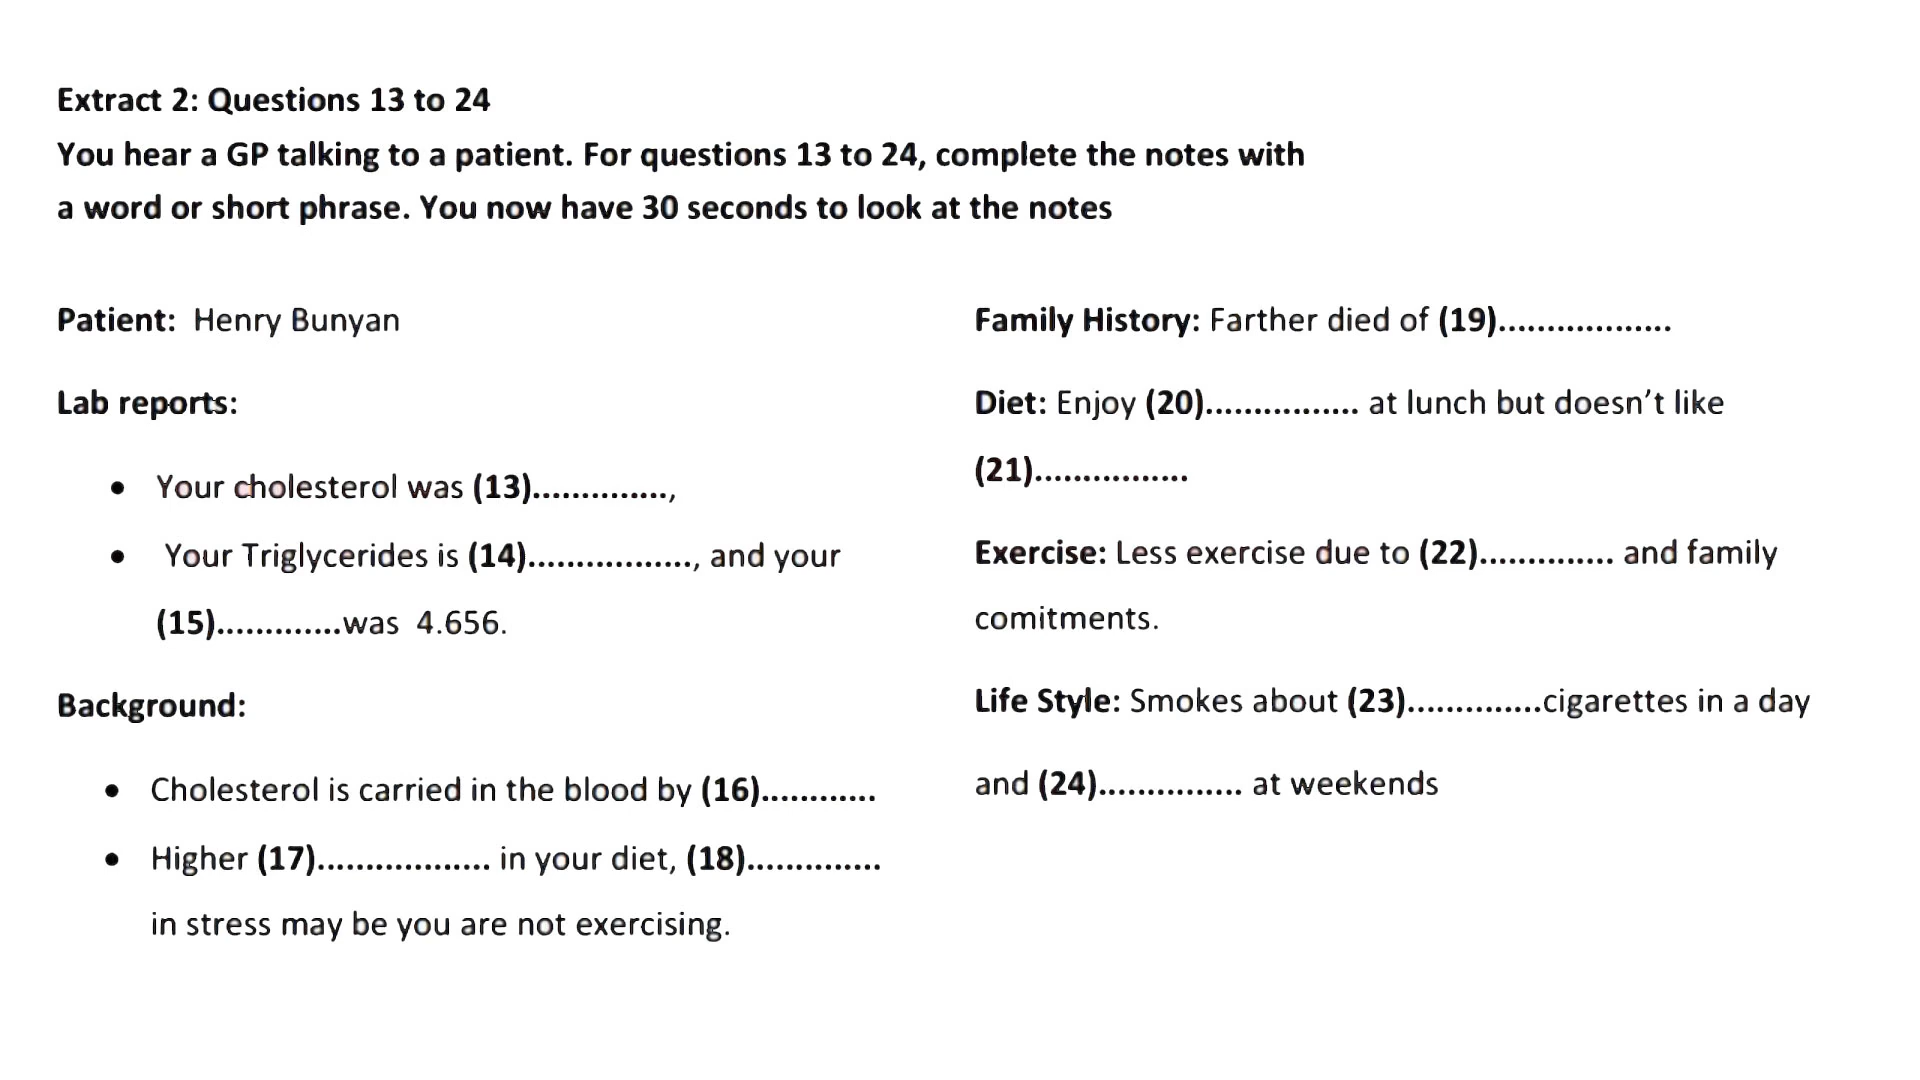 Extract 2: Questions 13 to 24
You hear a GP talking to a patient. For questions 13 to 24, complete the notes with
a word or short phrase. You now have 30 seconds to look at the notes
Patient: Henry Bunyan
Lab reports:
• Your cholesterol was (13)..............,
• Your Triglycerides is (14)................., and your
(15).............was 4.656.
Background:
• Cholesterol is carried in the blood by (16)............
• Higher (17).................. in your diet, (18)..............
in stress may be you are not exercising.
Family History: Farther died of (19)..................
Diet: Enjoy (20)................ at lunch but doesn't like
(21)................
Exercise: Less exercise due to (22).............. and family
comitments.
Life Style: Smokes about (23)..............cigarettes in a day
and (24)............... at weekends